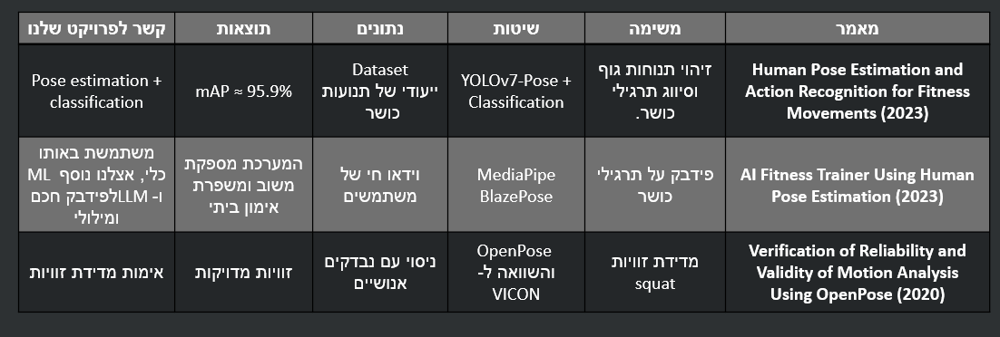 מאמר
משימה
שיטות
נתונים
תוצאות
קשר לפרויקט שלנו
Human Pose Estimation and
Action Recognition for Fitness
Movements (2023)
זיהוי תנוחות גוף
וסיווג תרגילי
כושר.
YOLOv7-Pose +
Classification
Dataset
ייעודי של תנועות
כושר
mAP ≈ 95.9%
Pose estimation +
classification
AI Fitness Trainer Using Human
Pose Estimation (2023)
פידבק על תרגילי
כושר
MediaPipe
BlazePose
וידאו חי של
משתמשים
המערכת מספקת
משוב ומשפרת
אימון ביתי
משתמשת באותו
כלי, אצלנו נוסף ML
ו- LLMלפידבק חכם
ומילולי
Verification of Reliability and
Validity of Motion Analysis
Using OpenPose (2020)
מדידת זוויות
squat
OpenPose
והשוואה ל-
VICON
ניסוי עם נבדקים
אנושיים
זוויות מדויקות
אימות מדידת זוויות